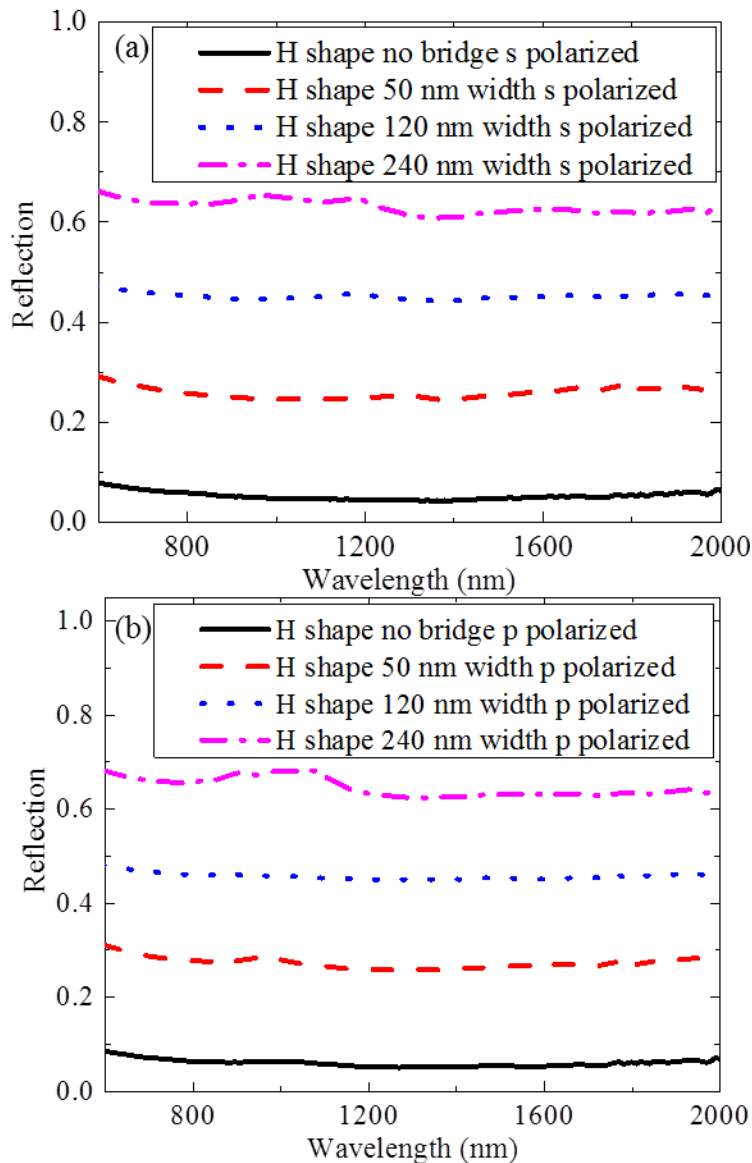 (a)
H shape no bridge s polarized
H shape 50 nm width s polarized
H shape 120 nm width s polarized
H shape 240 nm width s polarized
1.0
0.8
0.6
0.4
0.2
0.0
Reflection
800 1200 1600 2000
Wavelength (nm)
(b)
H shape no bridge p polarized
H shape 50 nm width p polarized
H shape 120 nm width p polarized
H shape 240 nm width p polarized
1.0
0.8
0.6
0.4
0.2
0.0
Reflection
800 1200 1600 2000
Wavelength (nm)